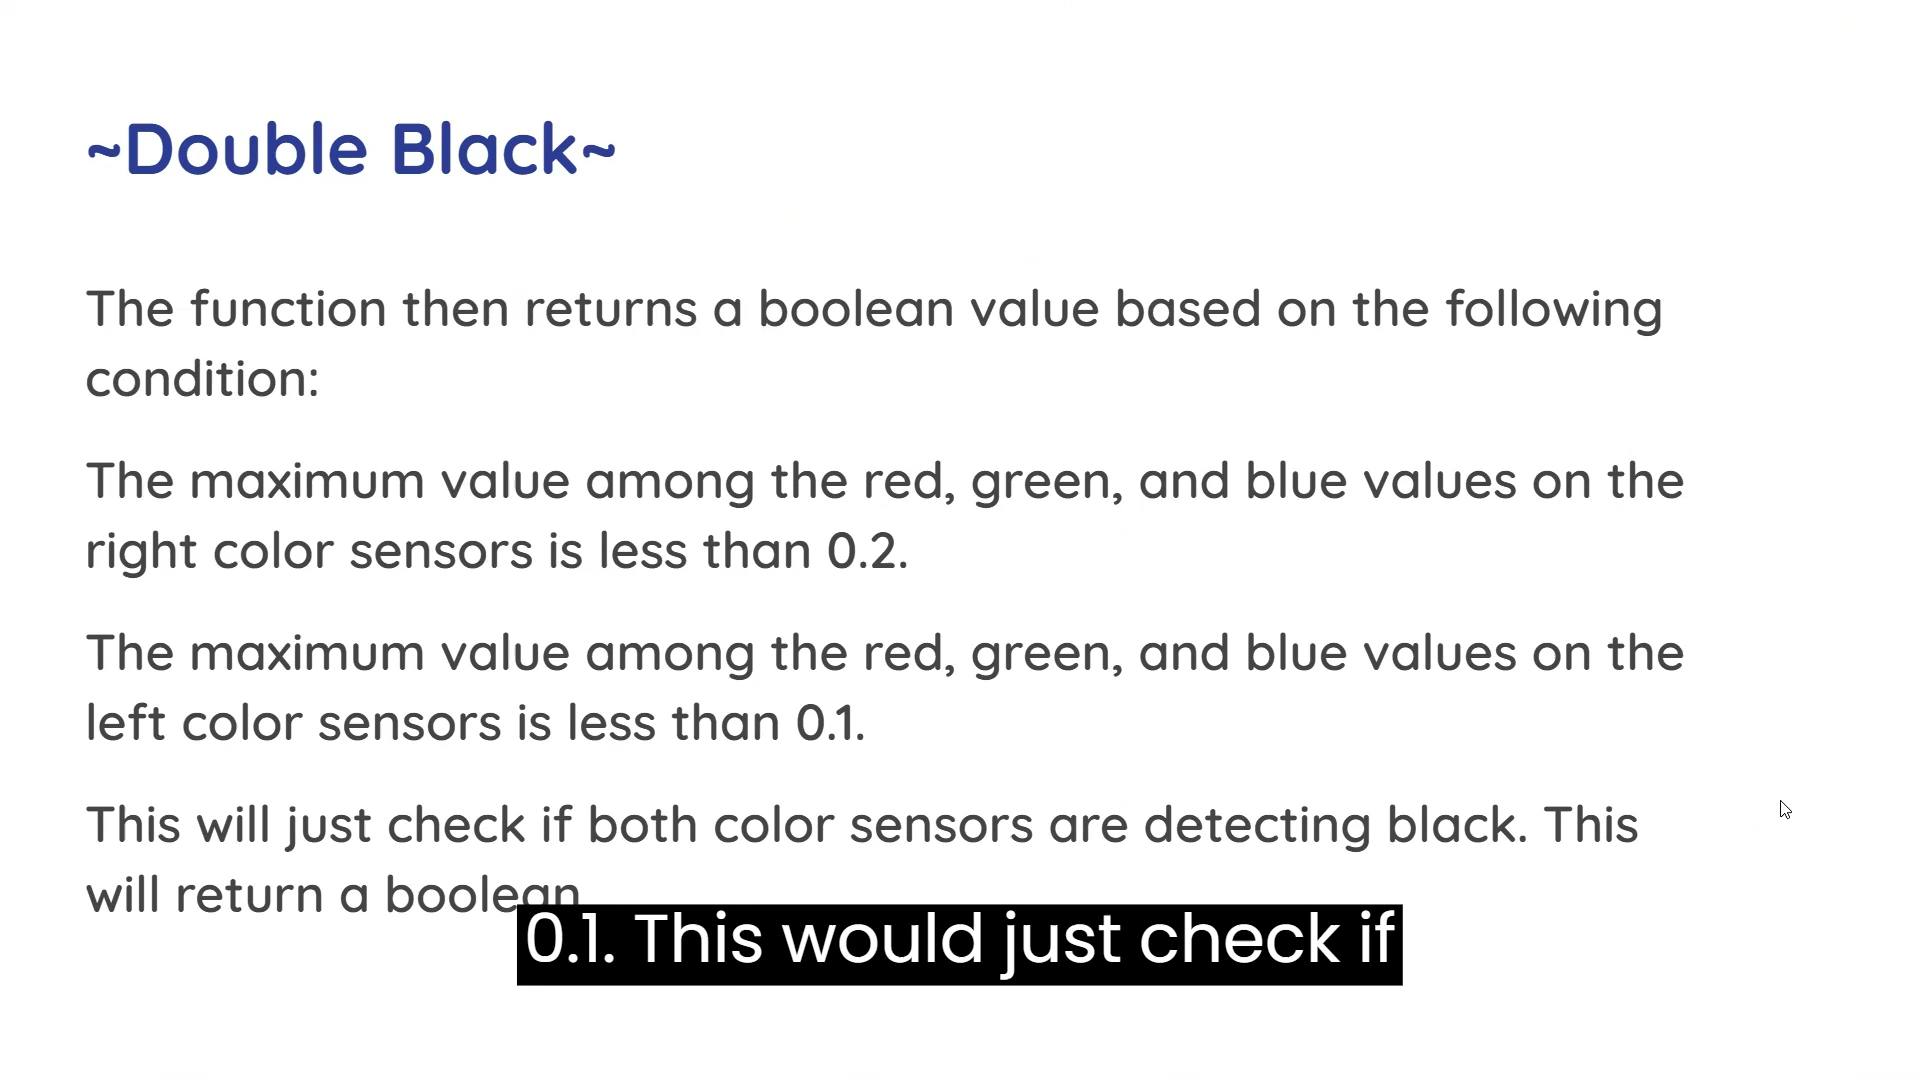 ~Double Black~
The function then returns a boolean value based on the following
condition:
The maximum value among the red, green, and blue values on the
right color sensors is less than 0.2.
The maximum value among the red, green, and blue values on the
left color sensors is less than 0.1.
This will just check if both color sensors are detecting black. This
will return a boolean
0.1. This would just check if